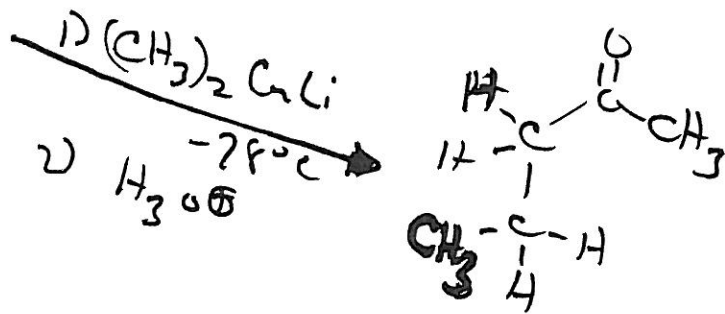 1) (CH3)2 CuLi
-78°C
2) H3O⊕
O
||
H
C
CH3
H - C
CH3 - C - H
H